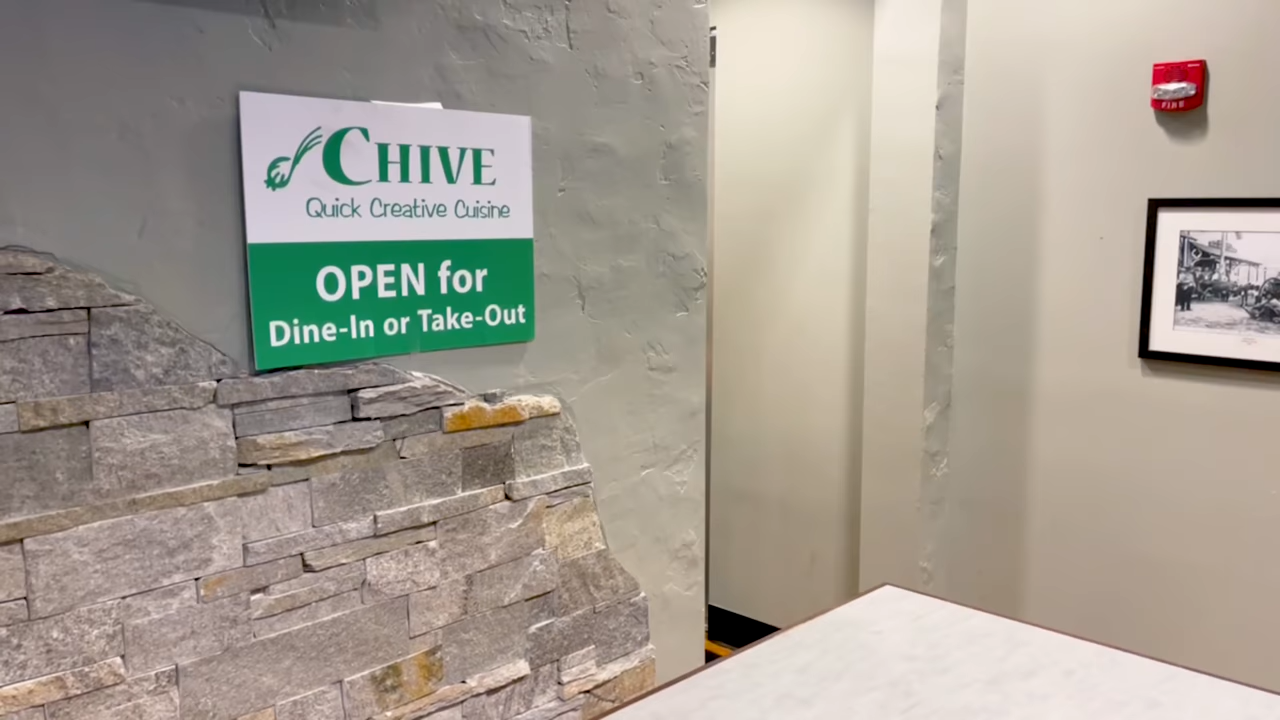 CHIVE
Quick Creative Cuisine
OPEN for
Dine-In or Take-Out
FIRE